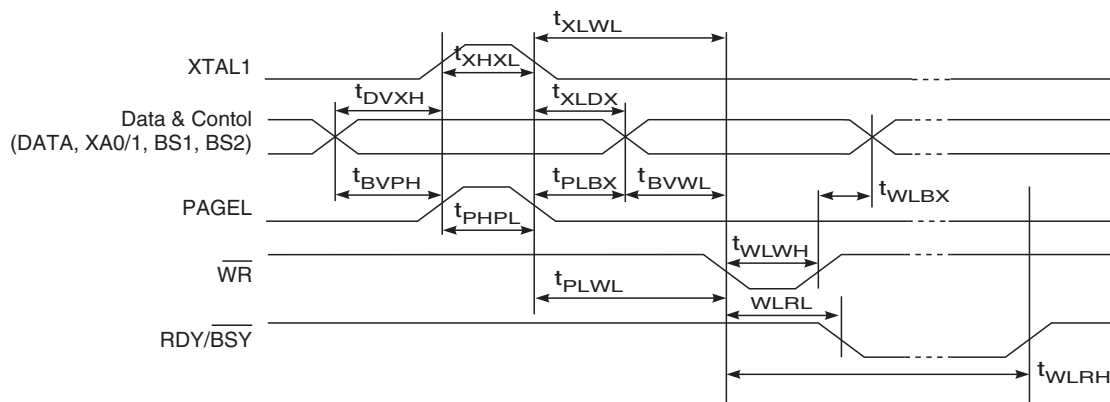 tXLWL
XTAL1
tXHXL
tDVXH
tXLDX
Data & Contol
(DATA, XA0/1, BS1, BS2)
tBVPH
tPLBX
tBVWL
tWLBX
PAGEL
tPHPL
tWLWH
WR
tPLWL
WLRL
RDY/BSY
tWLRH